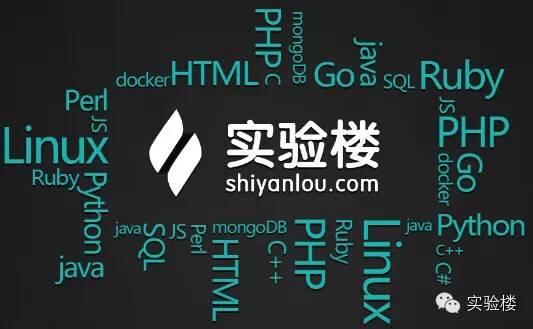 PHP
C
mongoDB
docker
HTML
Go
java
SQL
Ruby
Perl
JS
Linux
Ruby
Python
java
实验楼
shiyanlou.com
JS
PHP
Go
docker
java
SQL
JS
Perl
mongoDB
HTML
C++
PHP
Ruby
Linux
java
Python
C++
C#
实验楼